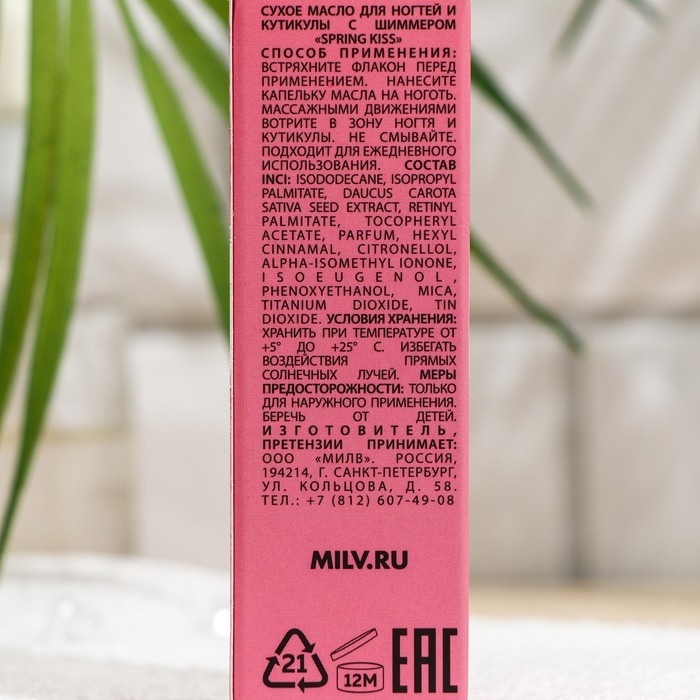 СУХОЕ МАСЛО ДЛЯ НОГТЕЙ И
КУТИКУЛЫ С ШИММЕРОМ
«SPRING KISS»
СПОСОБ ПРИМЕНЕНИЯ:
ВСТРЯХНИТЕ ФЛАКОН ПЕРЕД
ПРИМЕНЕНИЕМ. НАНЕСИТЕ
КАПЕЛЬКУ МАСЛА НА НОГОТЬ.
МАССАЖНЫМИ ДВИЖЕНИЯМИ
ВОТРИТЕ В ЗОНУ НОГТЯ И
КУТИКУЛЫ. НЕ СМЫВАЙТЕ.
ПОДХОДИТ ДЛЯ ЕЖЕДНЕВНОГО
ИСПОЛЬЗОВАНИЯ. СОСТАВ
INCI: ISODODECANE, ISOPROPYL
PALMITATE, DAUCUS CAROTA
SATIVA SEED EXTRACT, RETINYL
PALMITATE, TOCOPHERYL
ACETATE, PARFUM, HEXYL
CINNAMAL, CITRONELLOL,
ALPHA-ISOMETHYL IONONE,
ISOEUGENOL,
PHENOXYETHANOL, MICA,
TITANIUM DIOXIDE, TIN
DIOXIDE. УСЛОВИЯ ХРАНЕНИЯ:
ХРАНИТЬ ПРИ ТЕМПЕРАТУРЕ ОТ
+5° ДО +25° С. ИЗБЕГАТЬ
ВОЗДЕЙСТВИЯ ПРЯМЫХ
СОЛНЕЧНЫХ ЛУЧЕЙ. МЕРЫ
ПРЕДОСТОРОЖНОСТИ: ТОЛЬКО
ДЛЯ НАРУЖНОГО ПРИМЕНЕНИЯ.
БЕРЕЧЬ ОТ ДЕТЕЙ.
ИЗГОТОВИТЕЛЬ,
ПРЕТЕНЗИИ ПРИНИМАЕТ:
ООО «МИЛВ». РОССИЯ,
194214, Г. САНКТ-ПЕТЕРБУРГ,
УЛ. КОЛЬЦОВА, Д. 58.
ТЕЛ.: +7 (812) 607-49-08
MILV.RU
21 12M EAC